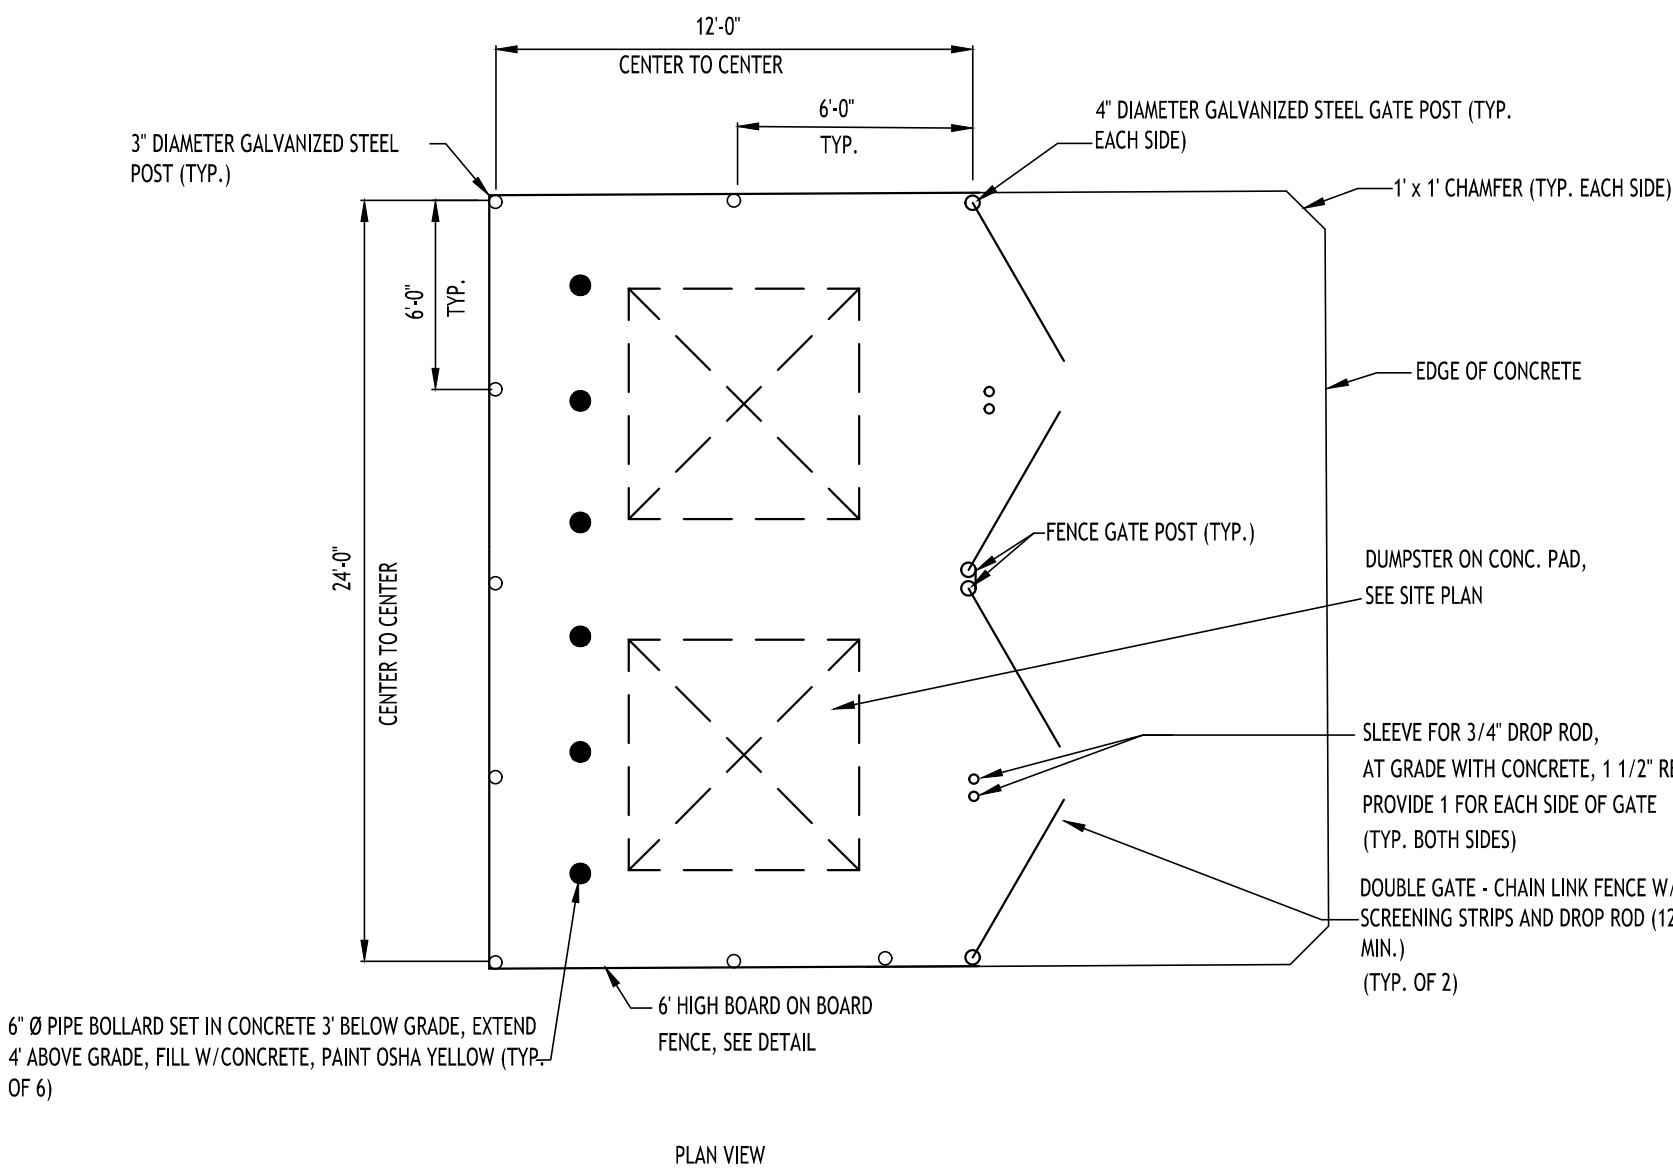 12'-0"
CENTER TO CENTER
6'-0"
TYP.
3" DIAMETER GALVANIZED STEEL
POST (TYP.)
4" DIAMETER GALVANIZED STEEL GATE POST (TYP.
EACH SIDE)
1' x 1' CHAMFER (TYP. EACH SIDE)
6'-0"
TYP.
EDGE OF CONCRETE
24'-0"
CENTER TO CENTER
FENCE GATE POST (TYP.)
DUMPSTER ON CONC. PAD,
SEE SITE PLAN
SLEEVE FOR 3/4" DROP ROD,
AT GRADE WITH CONCRETE, 1 1/2"
PROVIDE 1 FOR EACH SIDE OF GATE
(TYP. BOTH SIDES)
DOUBLE GATE - CHAIN LINK FENCE W/
SCREENING STRIPS AND DROP ROD (12
MIN.)
(TYP. OF 2)
6' HIGH BOARD ON BOARD
FENCE, SEE DETAIL
6" Ø PIPE BOLLARD SET IN CONCRETE 3' BELOW GRADE, EXTEND
4' ABOVE GRADE, FILL W/CONCRETE, PAINT OSHA YELLOW (TYP.
OF 6)
PLAN VIEW